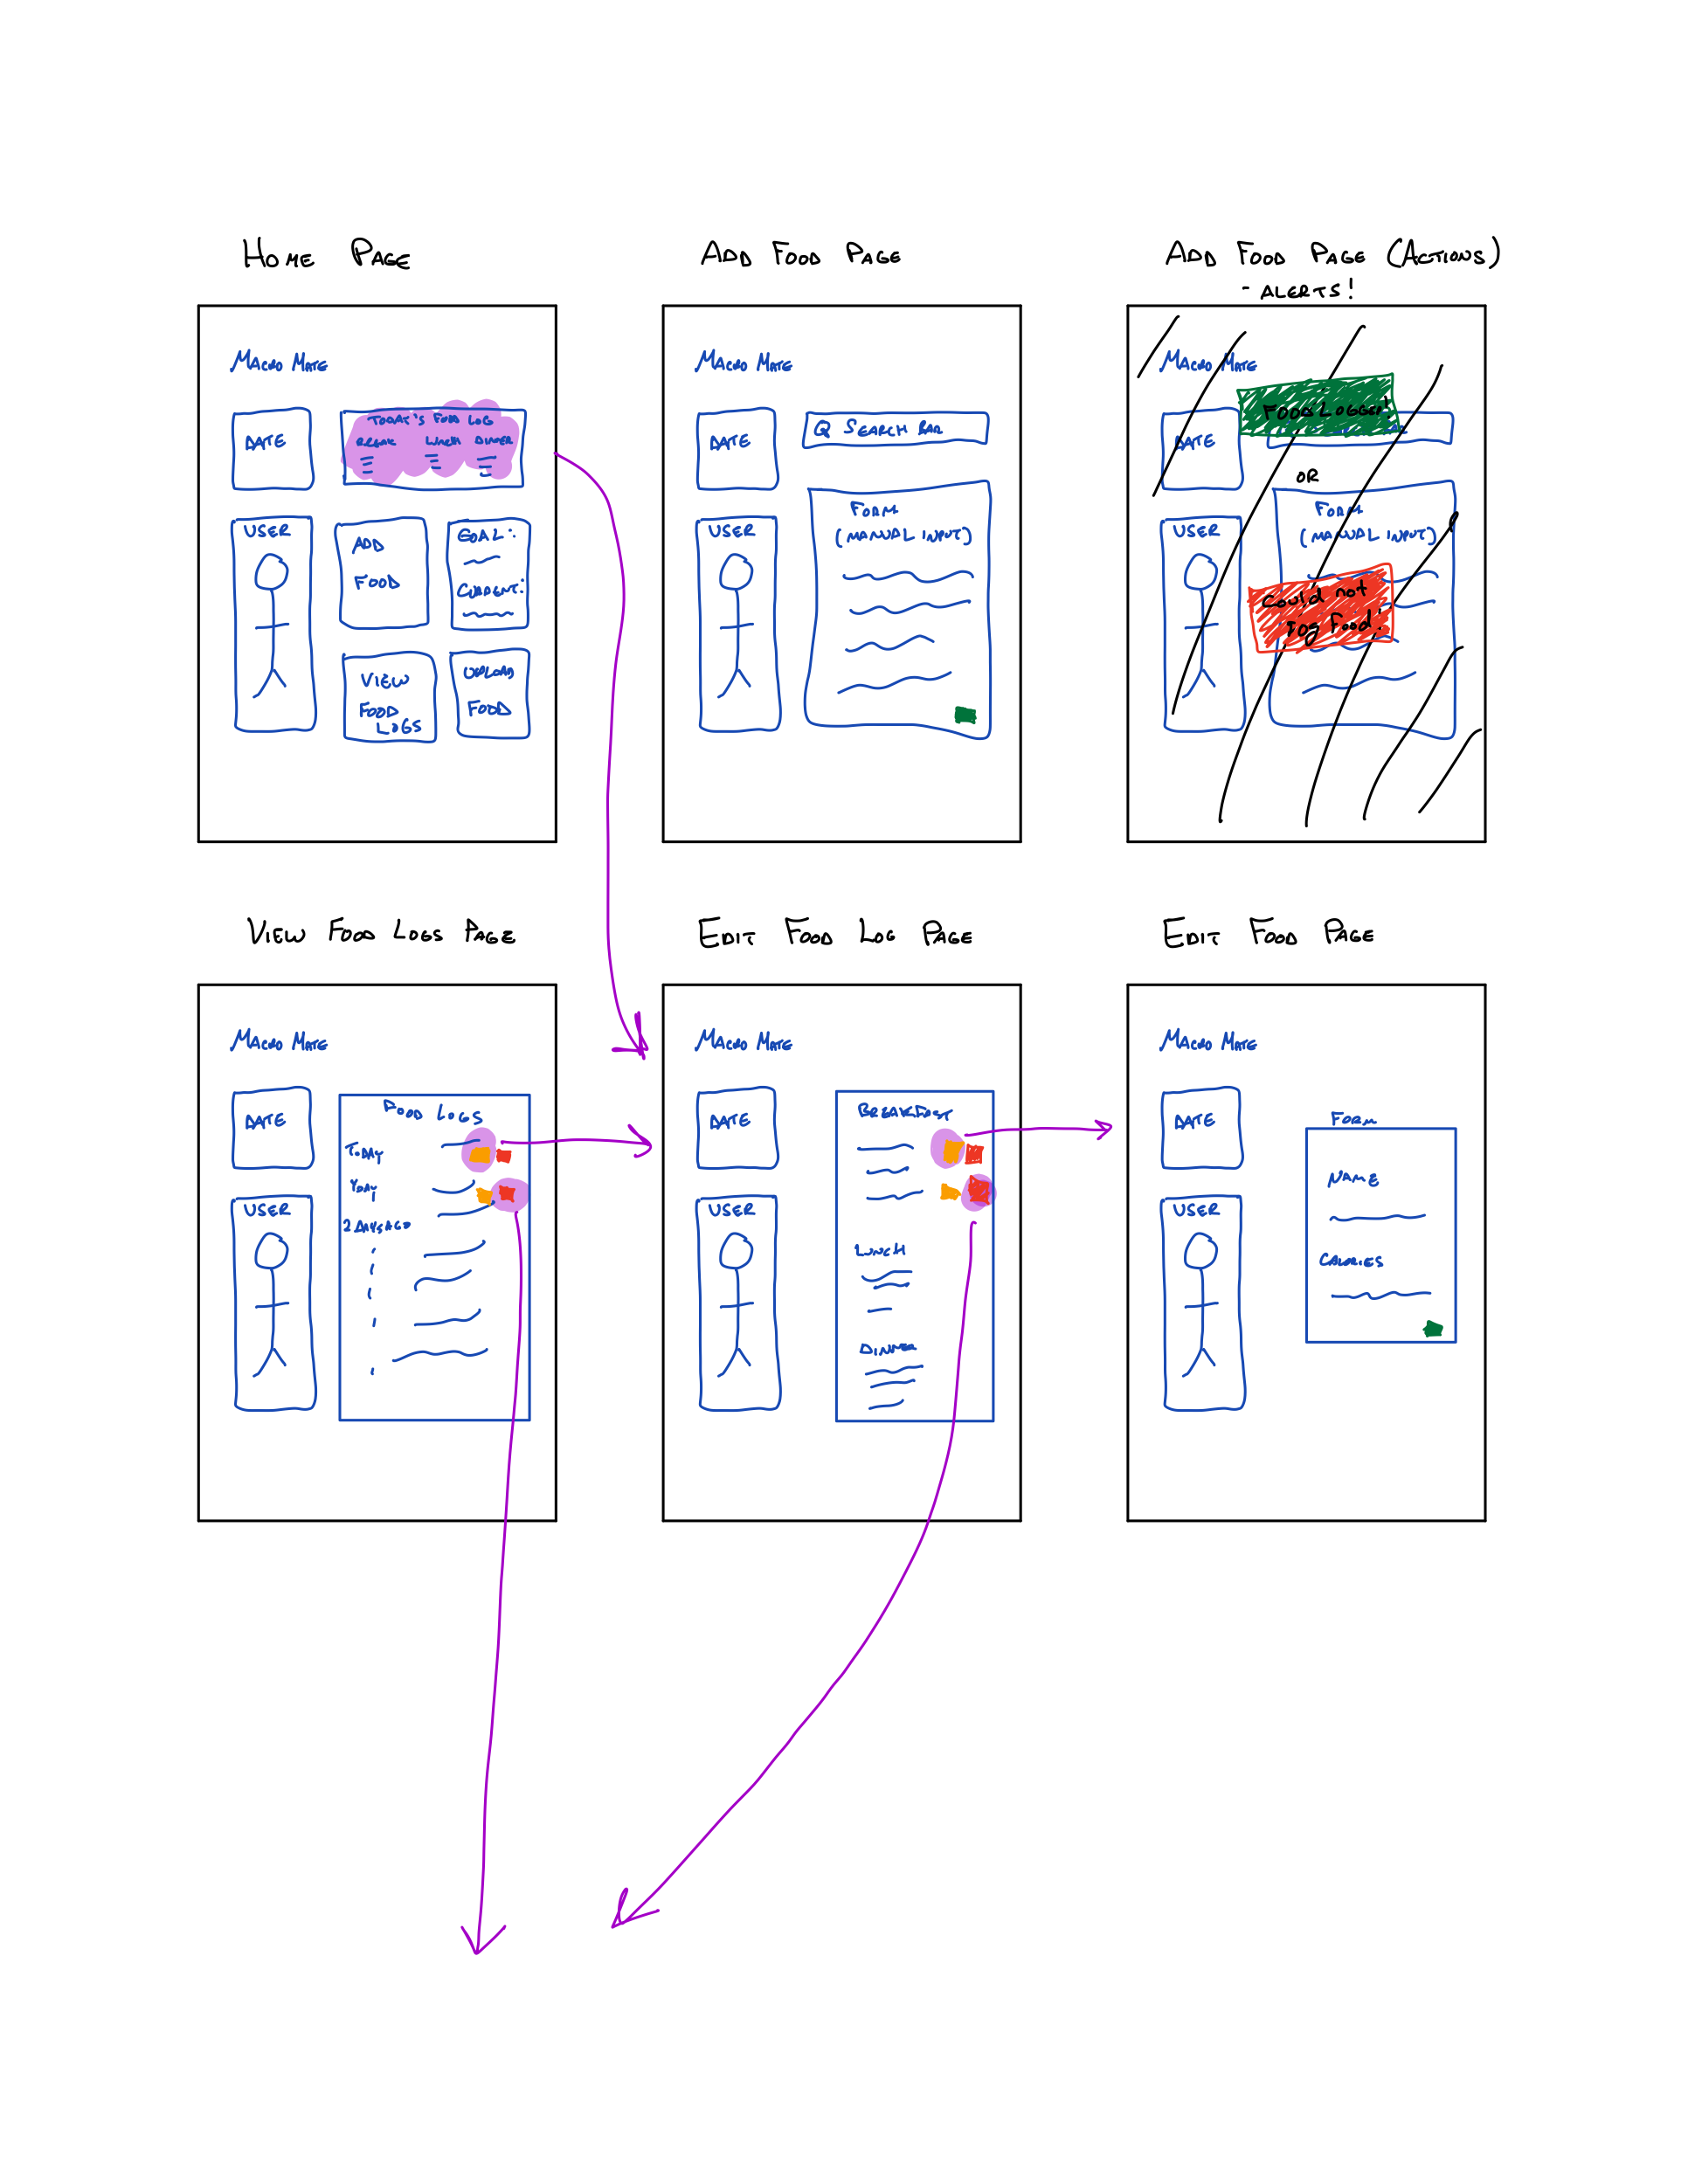 HOME PAGE
MACRO MATE
DATE
TODAY'S FOOD LOG
BREAK LUNCH DINNER
USER
ADD
FOOD
GOAL:
CURRENT:
VIEW
FOOD
LOGS
UPLOAD
FOOD
ADD FOOD PAGE
MACRO MATE
DATE
SEARCH BAR
USER
FORM
(MANUAL INPUT)
ADD FOOD PAGE (ACTIONS)
- ALERTS!
MACRO MATE
DATE
FOOD LOGGED!
OR
USER
FORM
(MANUAL INPUT)
Could not
log food!
VIEW FOOD LOGS PAGE
MACRO MATE
DATE
FOOD LOGS
TODAY
YDAY
2 DAYS AGO
USER
EDIT FOOD LOG PAGE
MACRO MATE
DATE
BREAKFAST
USER
LUNCH
DINNER
EDIT FOOD PAGE
MACRO MATE
DATE
FORM
USER
NAME
CALORIES